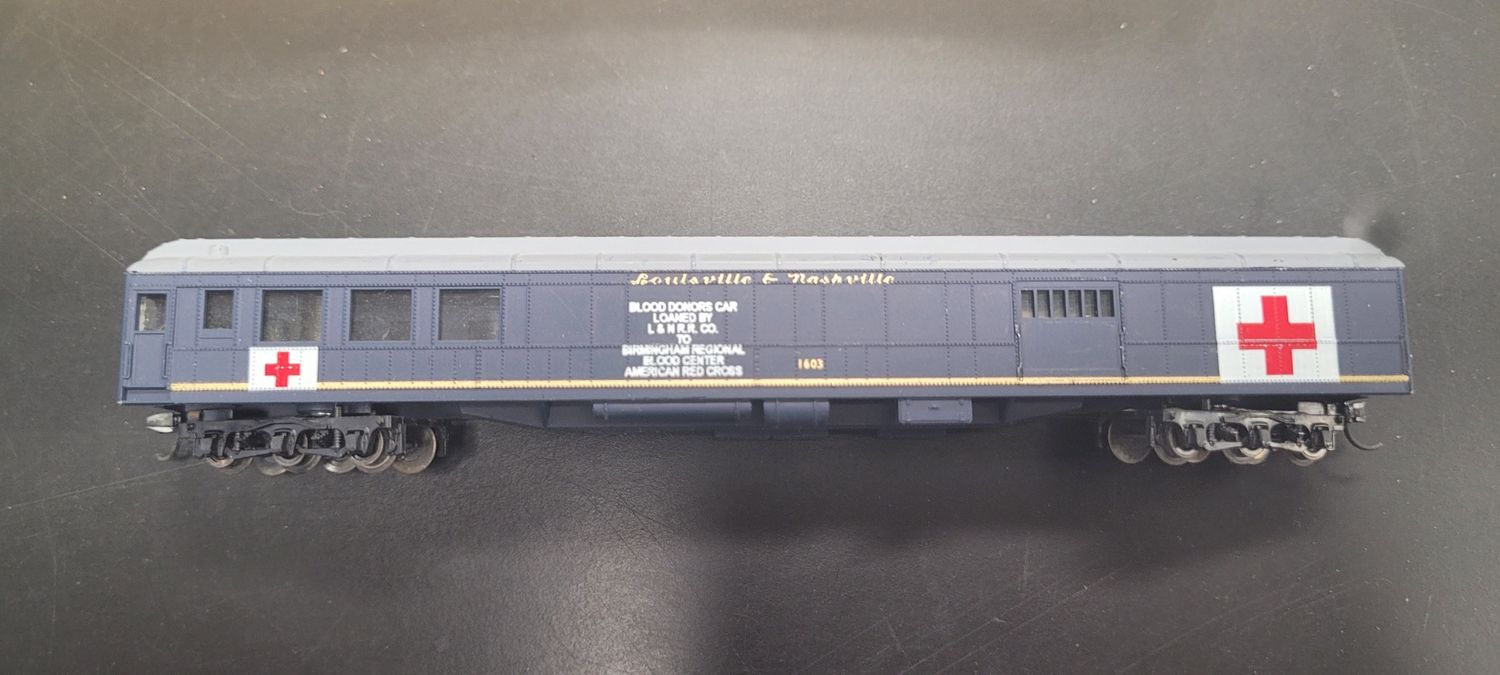 Louisville & Nashville
BLOOD DONORS CAR
LOANED BY
L & N R.R. CO.
TO
BIRMINGHAM REGIONAL
BLOOD CENTER
AMERICAN RED CROSS
1603